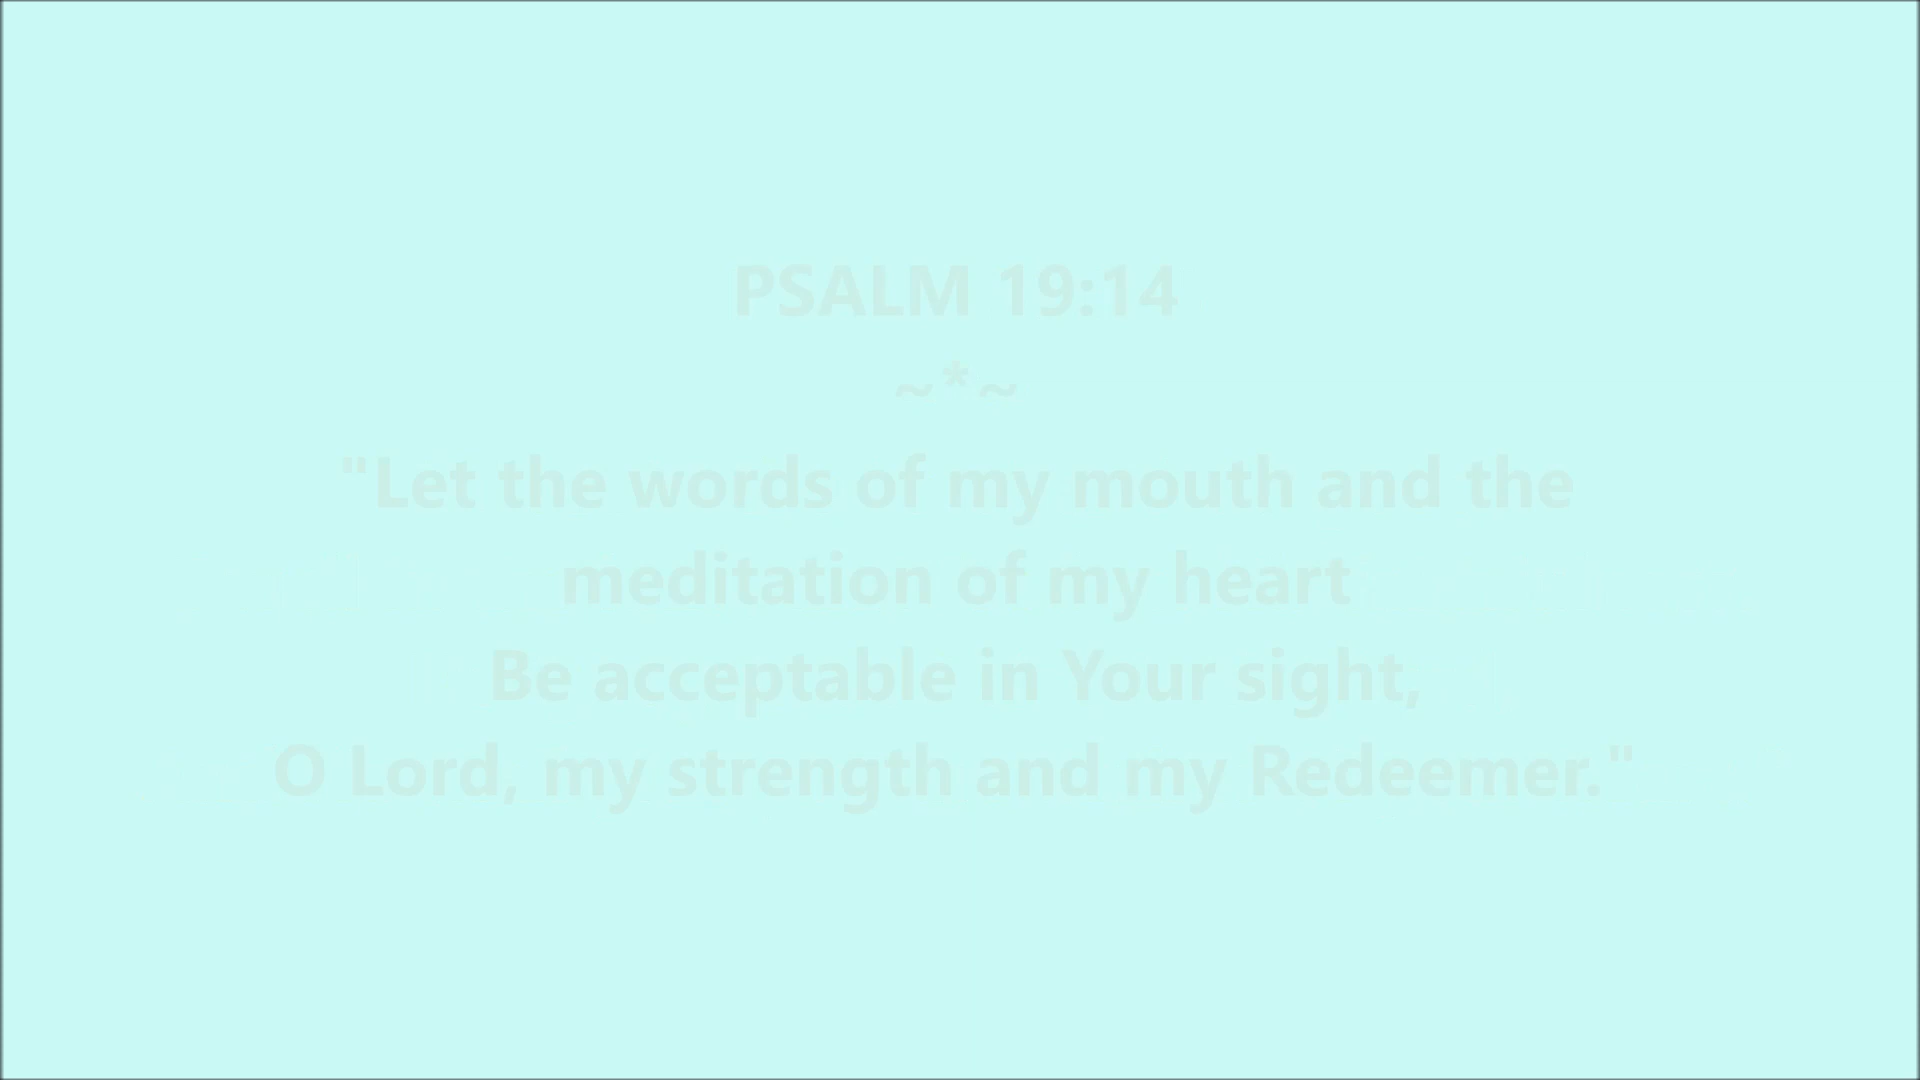 PSALM 19:14
~*~
"Let the words of my mouth and the
meditation of my heart
Be acceptable in Your sight,
O Lord, my strength and my Redeemer."